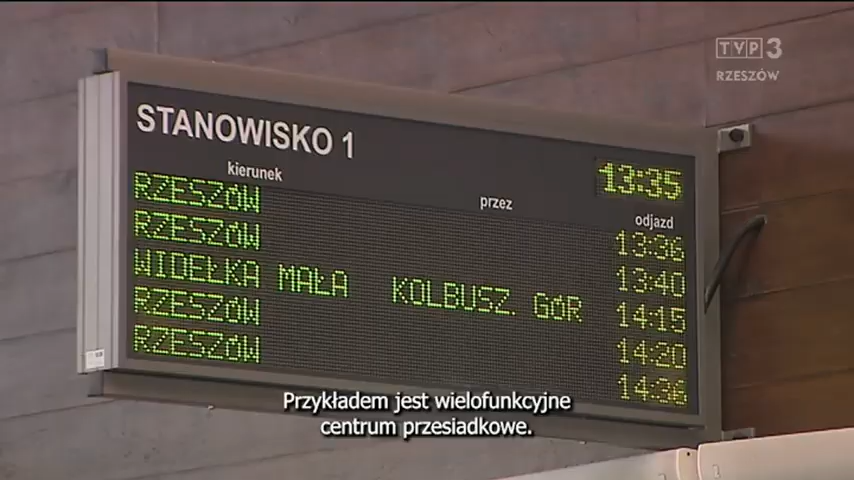 TVP3
RZESZÓW
STANOWISKO 1
13:35
kierunek przez odjazd
RZESZÓW 13:36
RZESZÓW 13:40
WIDEŁKA MAŁA KOLBUSZ. GÓR 14:15
RZESZÓW 14:20
RZESZÓW 14:36
Przykładem jest wielofunkcyjne
centrum przesiadkowe.